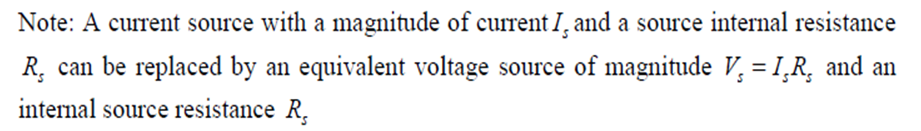 Note: A current source with a magnitude of current I_s and a source internal resistance
R_s can be replaced by an equivalent voltage source of magnitude V_s = I_s R_s and an
internal source resistance R_s